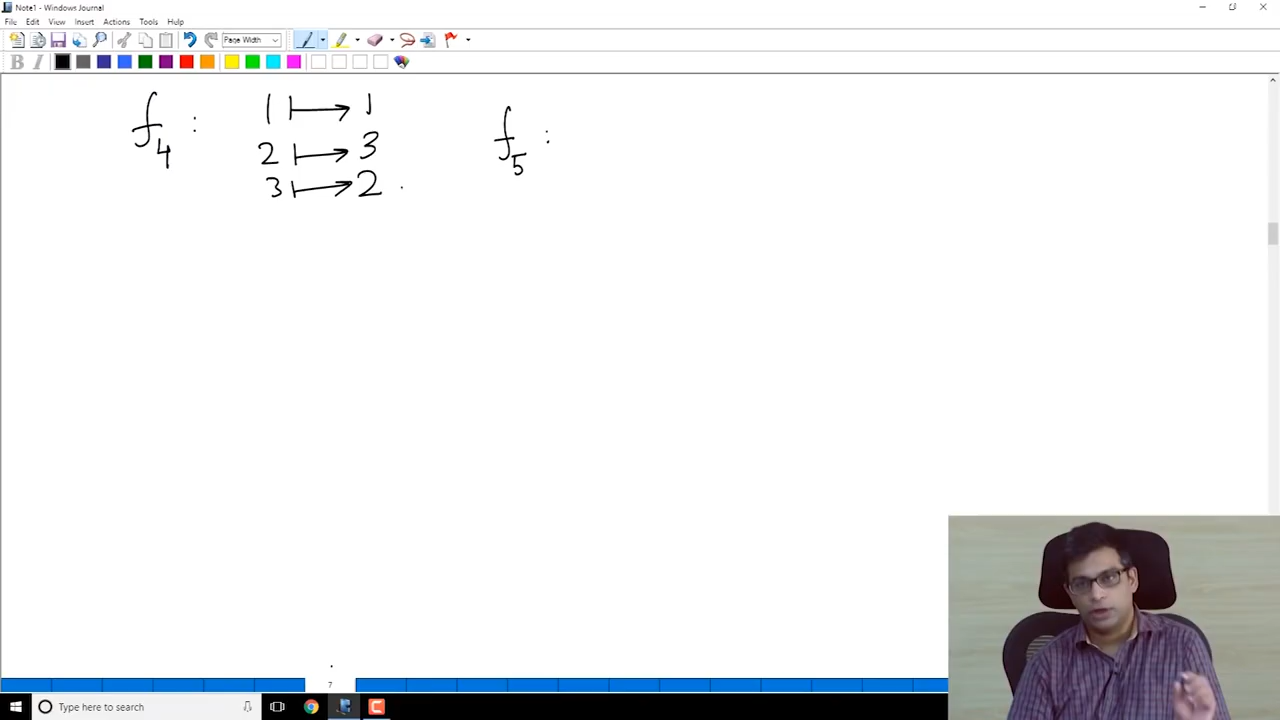 Note1 - Windows Journal
File Edit View Insert Actions Tools Help
Page Width
B I
f4 : 1 ↦ 1
2 ↦ 3
3 ↦ 2 .
f5 :
7
Type here to search